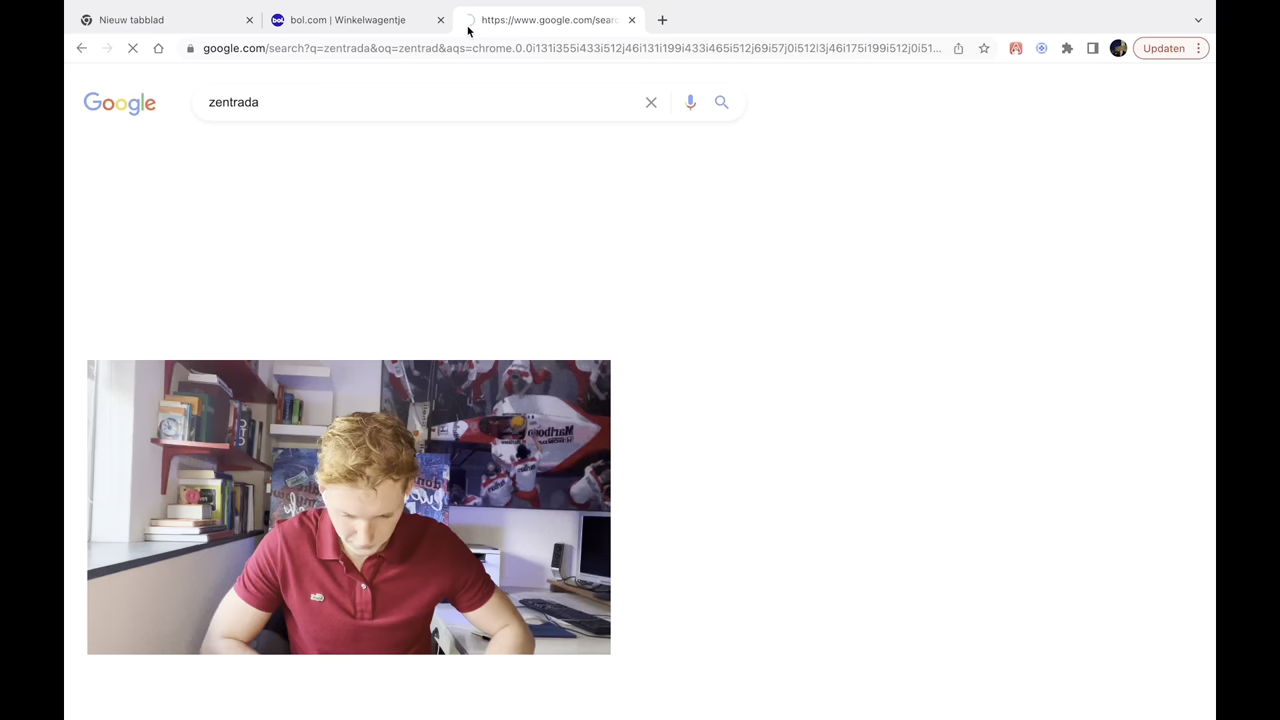 Nieuw tabblad
bol.com | Winkelwagentje
https://www.google.com/searc
google.com/search?q=zentrada&oq=zentrad&aqs=chrome.0.0i131i355i433i512j46i131i199i433i465i512j69i57j0i512l3j46i175i199i512j0i51...
Updaten
Google
zentrada
Marlboro